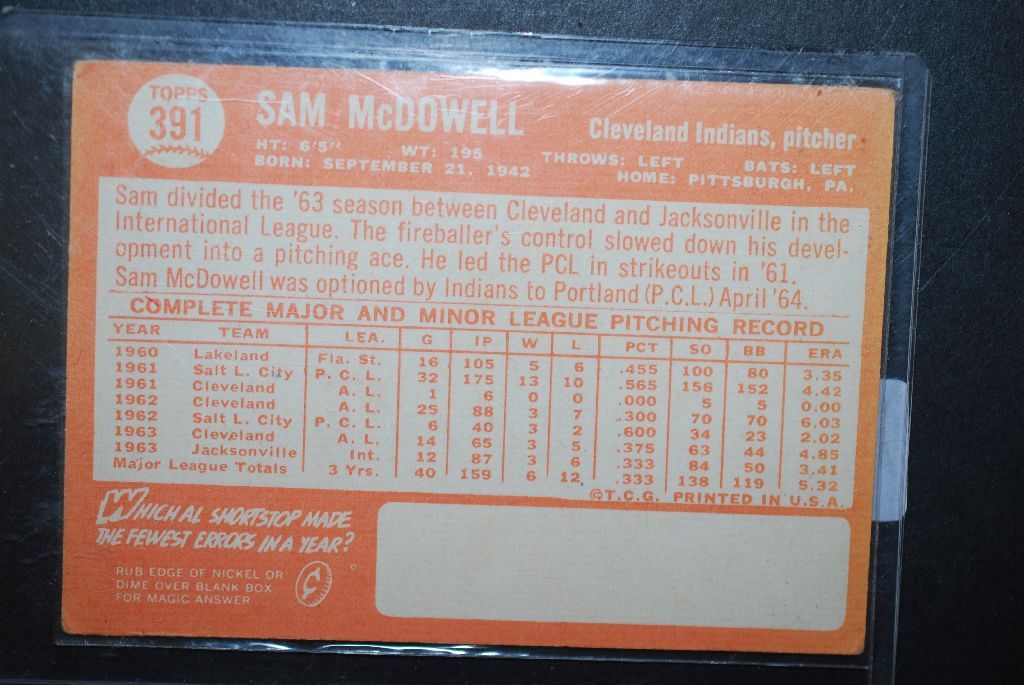 TOPPS
391
SAM McDOWELL
Cleveland Indians, pitcher
HT: 6'5" WT: 195 THROWS: LEFT BATS: LEFT
BORN: SEPTEMBER 21, 1942 HOME: PITTSBURGH, PA.
Sam divided the '63 season between Cleveland and Jacksonville in the
International League. The fireballer's control slowed down his devel-
opment into a pitching ace. He led the PCL in strikeouts in '61.
Sam McDowell was optioned by Indians to Portland (P.C.L.) April '64.
COMPLETE MAJOR AND MINOR LEAGUE PITCHING RECORD
YEAR TEAM LEA. G IP W L PCT SO BB ERA
1960 Lakeland Fla. St. 16 105 5 6 .455 100 80 3.35
1961 Salt L. City P. C. L. 32 175 13 10 .565 156 152 4.42
1961 Cleveland A. L. 1 6 0 0 .000 5 5 0.00
1962 Cleveland A. L. 25 88 3 7 .300 70 70 6.03
1962 Salt L. City P. C. L. 6 40 3 2 .600 34 23 2.02
1963 Cleveland A. L. 14 65 3 5 .375 63 44 4.85
1963 Jacksonville Int. 12 87 3 6 .333 84 50 3.41
Major League Totals 3 Yrs. 40 159 6 12 .333 138 119 5.32
©T.C.G. PRINTED IN U.S.A.
WHICH AL SHORTSTOP MADE
THE FEWEST ERRORS IN A YEAR?
RUB EDGE OF NICKEL OR
DIME OVER BLANK BOX
FOR MAGIC ANSWER